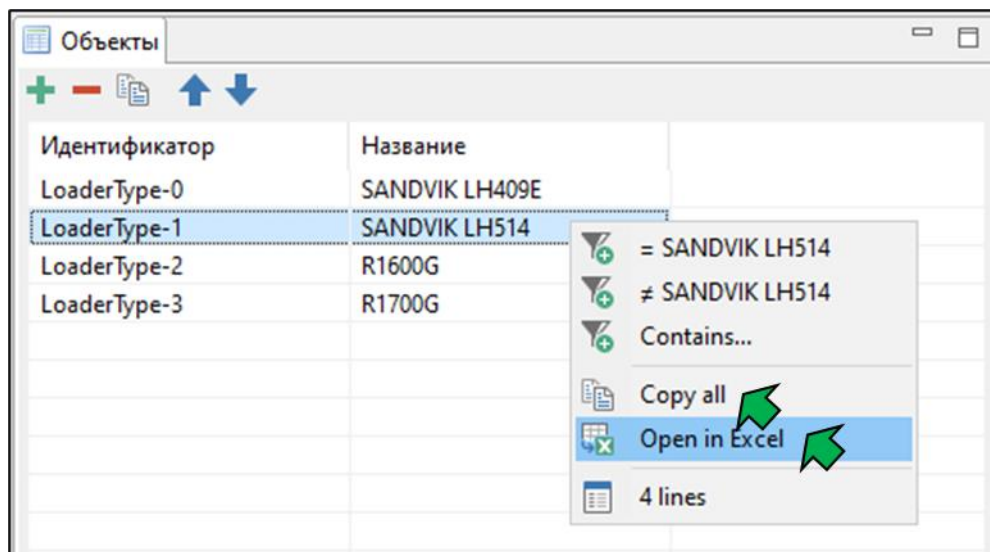 Объекты
Идентификатор Название
LoaderType-0 SANDVIK LH409E
LoaderType-1 SANDVIK LH514
LoaderType-2 R1600G
LoaderType-3 R1700G
= SANDVIK LH514
≠ SANDVIK LH514
Contains...
Copy all
Open in Excel
4 lines